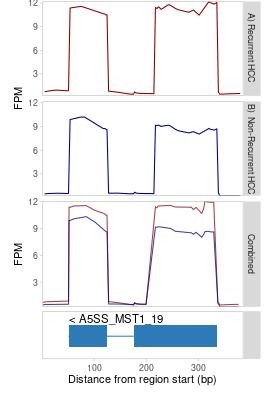 12
9
6
3
FPM
A) Recurrent HCC
12
9
6
3
B) Non-Recurrent HCC
12
9
6
3
FPM
Combined
< A5SS_MST1_19
100 200 300
Distance from region start (bp)